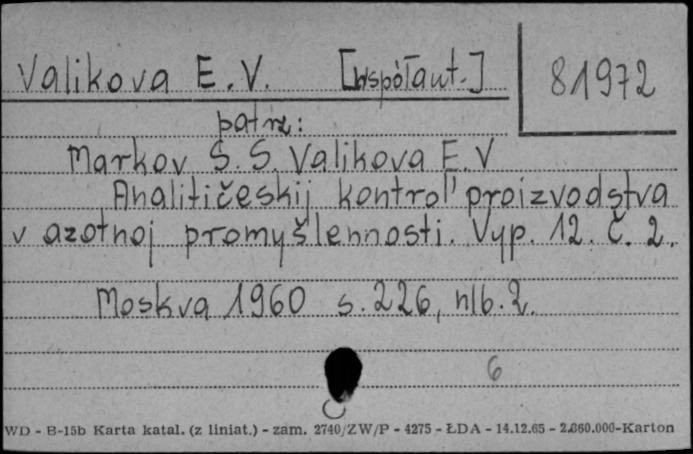 Valikova E. V. [współaut.] 81972
patrz:
Markov S. S. Valikova E. V
Analitičeskij kontrol' proizvodstva
v azotnoj promyšlennosti. Vyp. 12. Č. 2.
Moskva 1960 s. 226, nlb. 2.
6
WD - B-15b Karta katal. (z liniat.) - zam. 2740/ZW/P - 4275 - ŁDA - 14.12.65 - 2.860.000-Karton